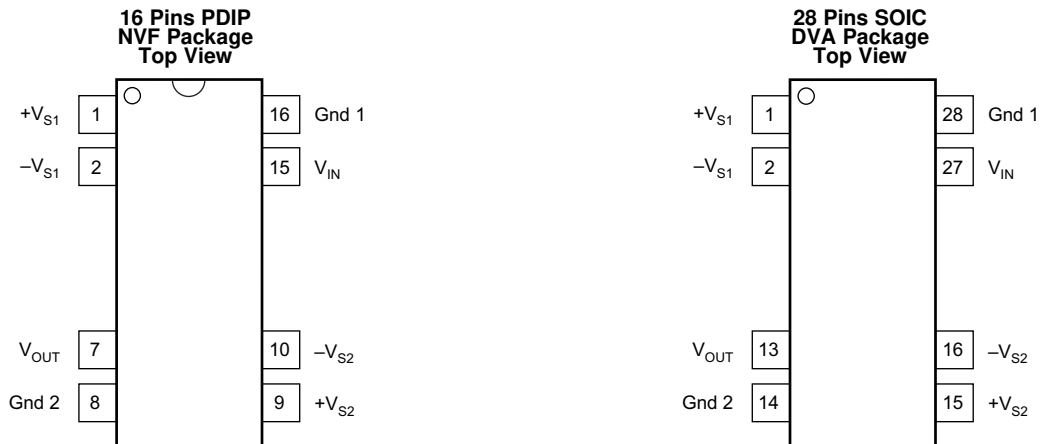 16 Pins PDIP
NVF Package
Top View
+VS1 1 16 Gnd 1
–VS1 2 15 VIN
VOUT 7 10 –VS2
Gnd 2 8 9 +VS2
28 Pins SOIC
DVA Package
Top View
+VS1 1 28 Gnd 1
–VS1 2 27 VIN
VOUT 13 16 –VS2
Gnd 2 14 15 +VS2